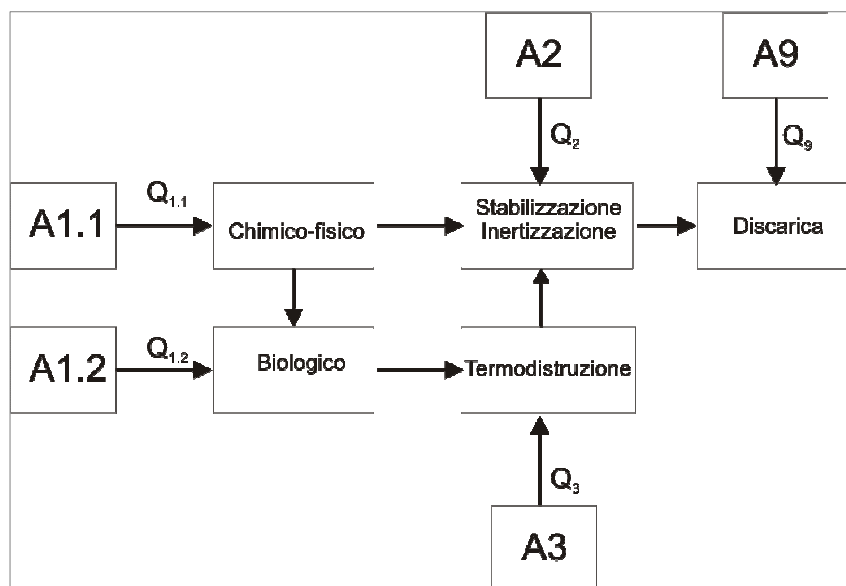 A2
A9
Q2
Q9
A1.1
Q1.1
Chimico-fisico
Stabilizzazione
Inertizzazione
Discarica
A1.2
Q1.2
Biologico
Termodistruzione
Q3
A3